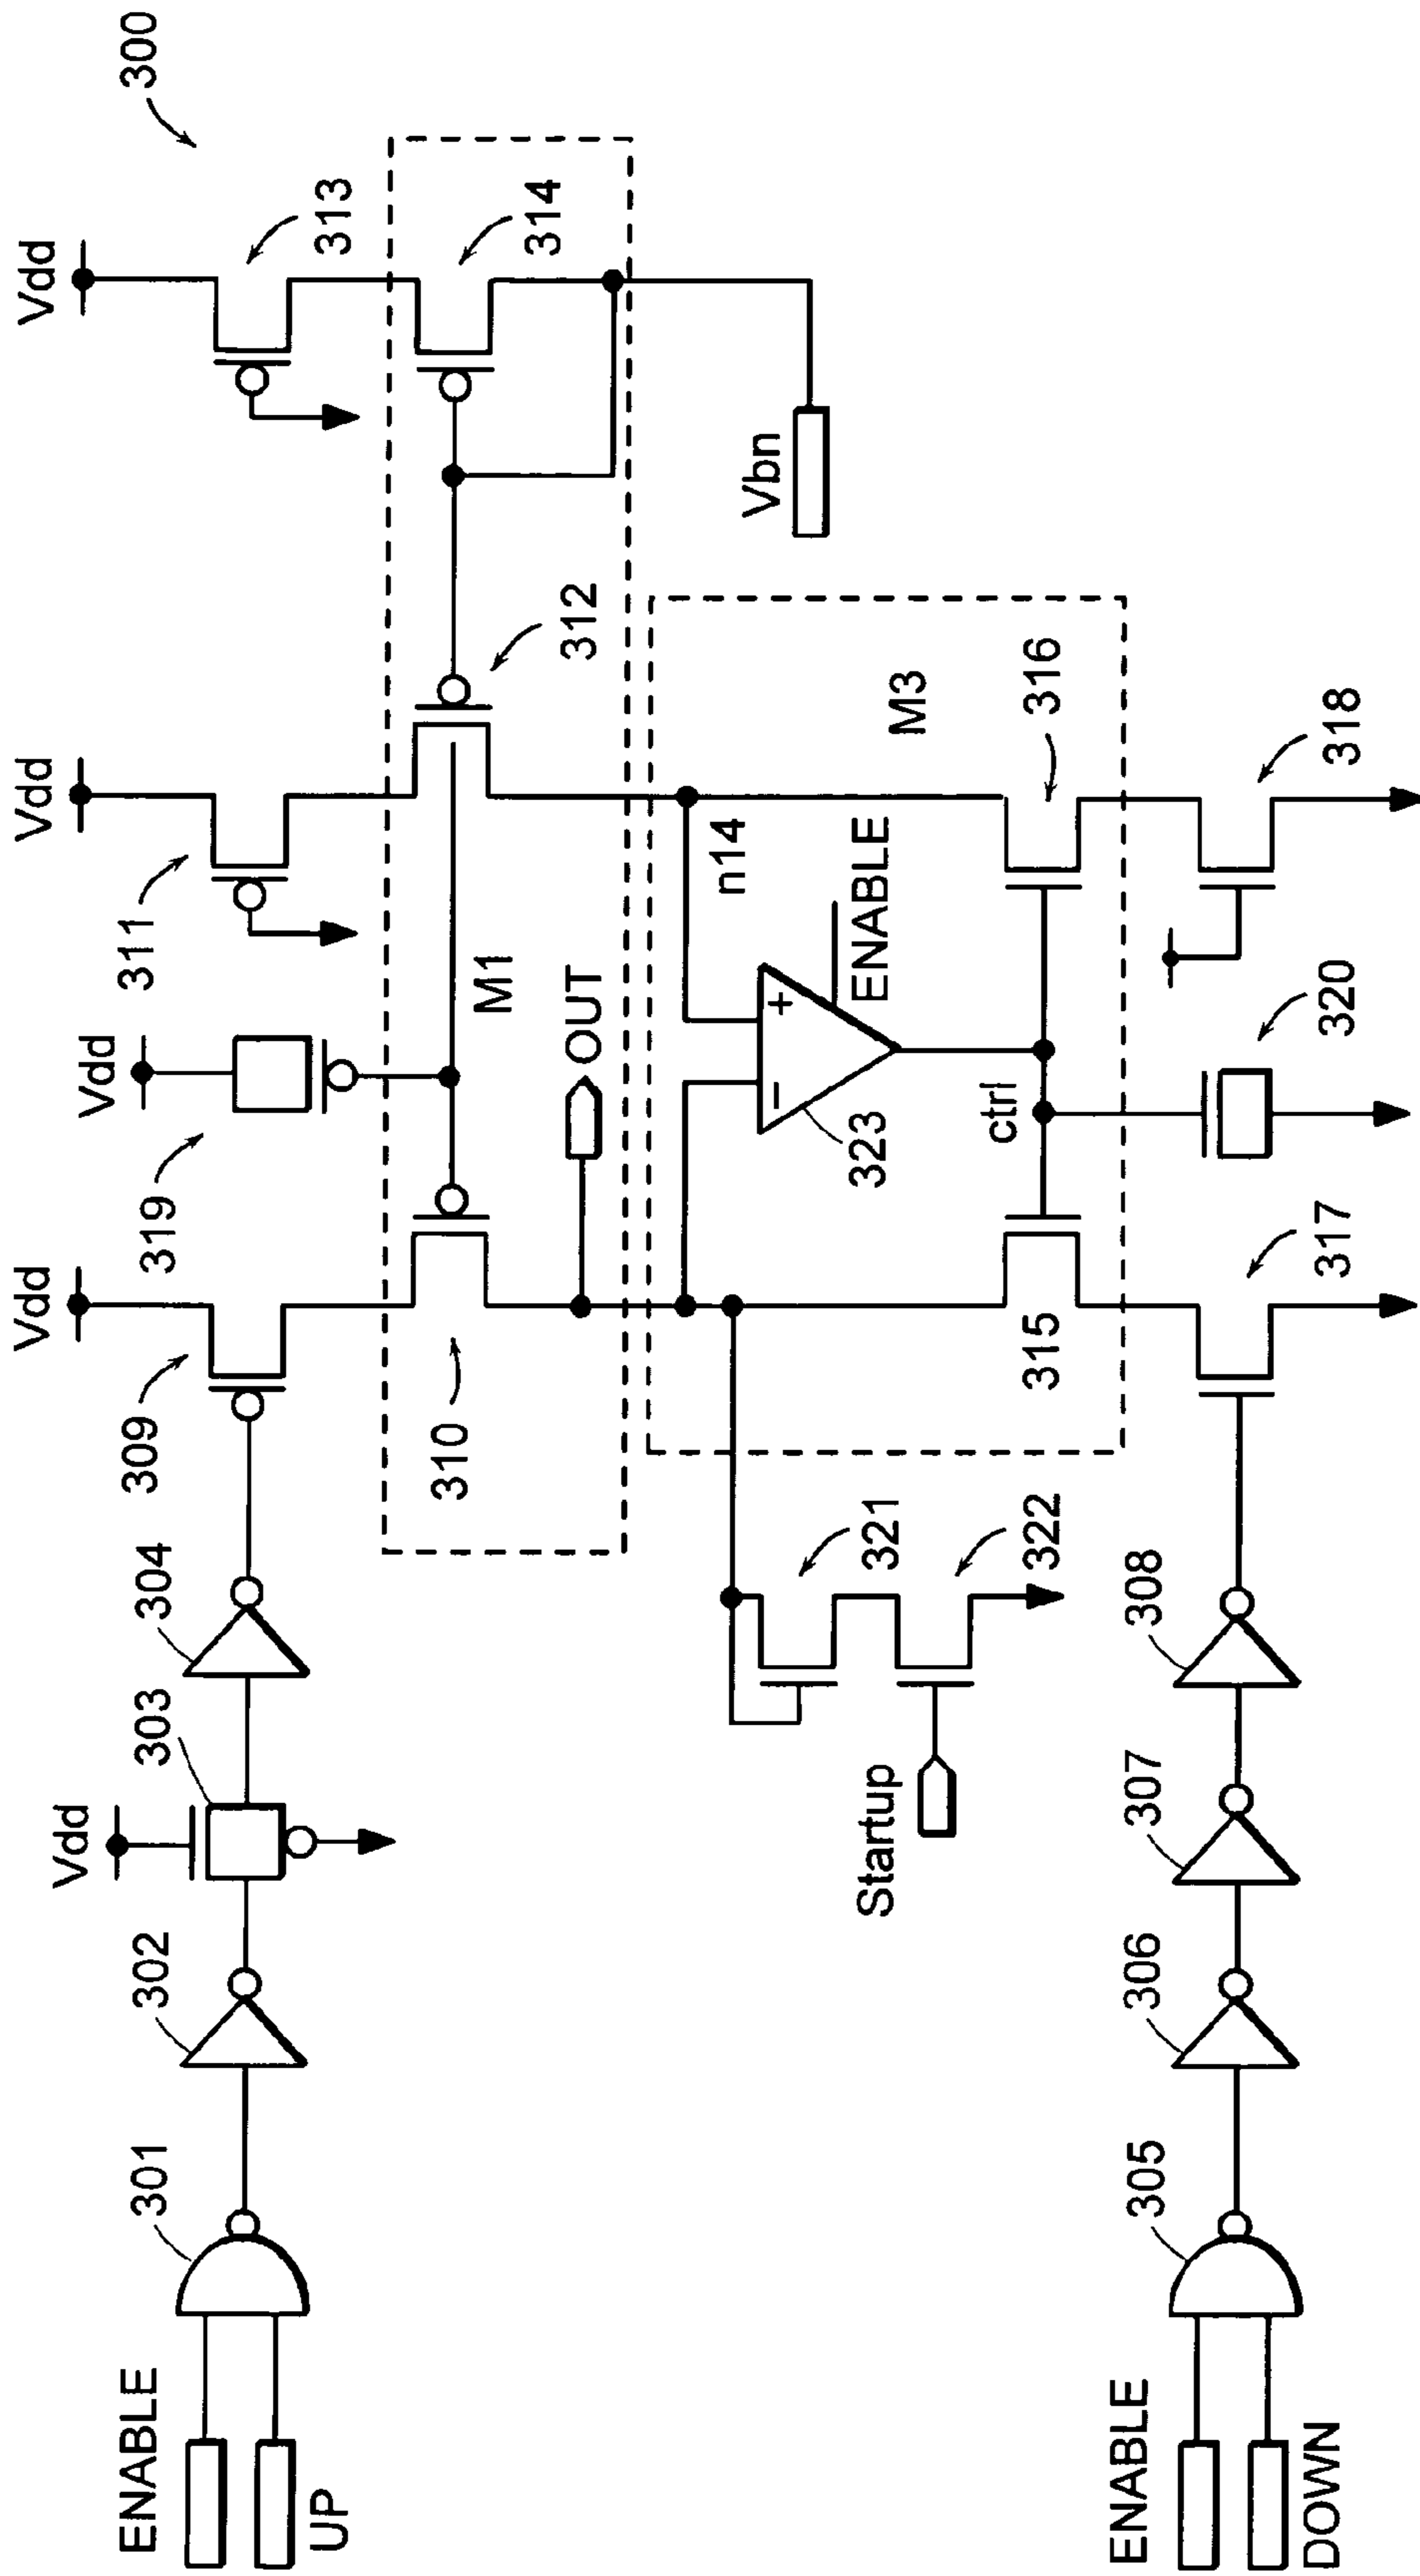 300
Vdd
Vdd
Vdd
Vdd
Vdd
ENABLE
UP
301
302
303
304
309
319
311
313
310
M1
312
314
OUT
Vbn
n14
M3
ENABLE
323
ctrl
315
316
Startup
321
322
320
317
318
ENABLE
DOWN
305
306
307
308